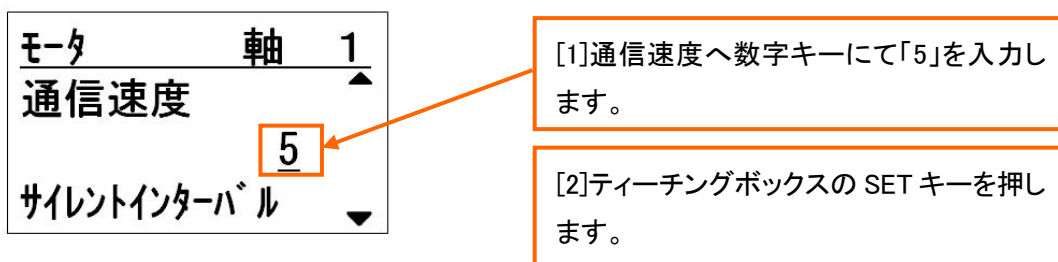 モータ 軸 1
通信速度
5
サイレントインターバル
[1]通信速度へ数字キーにて「5」を入力し
ます。
[2]ティーチングボックスの SET キーを押し
ます。